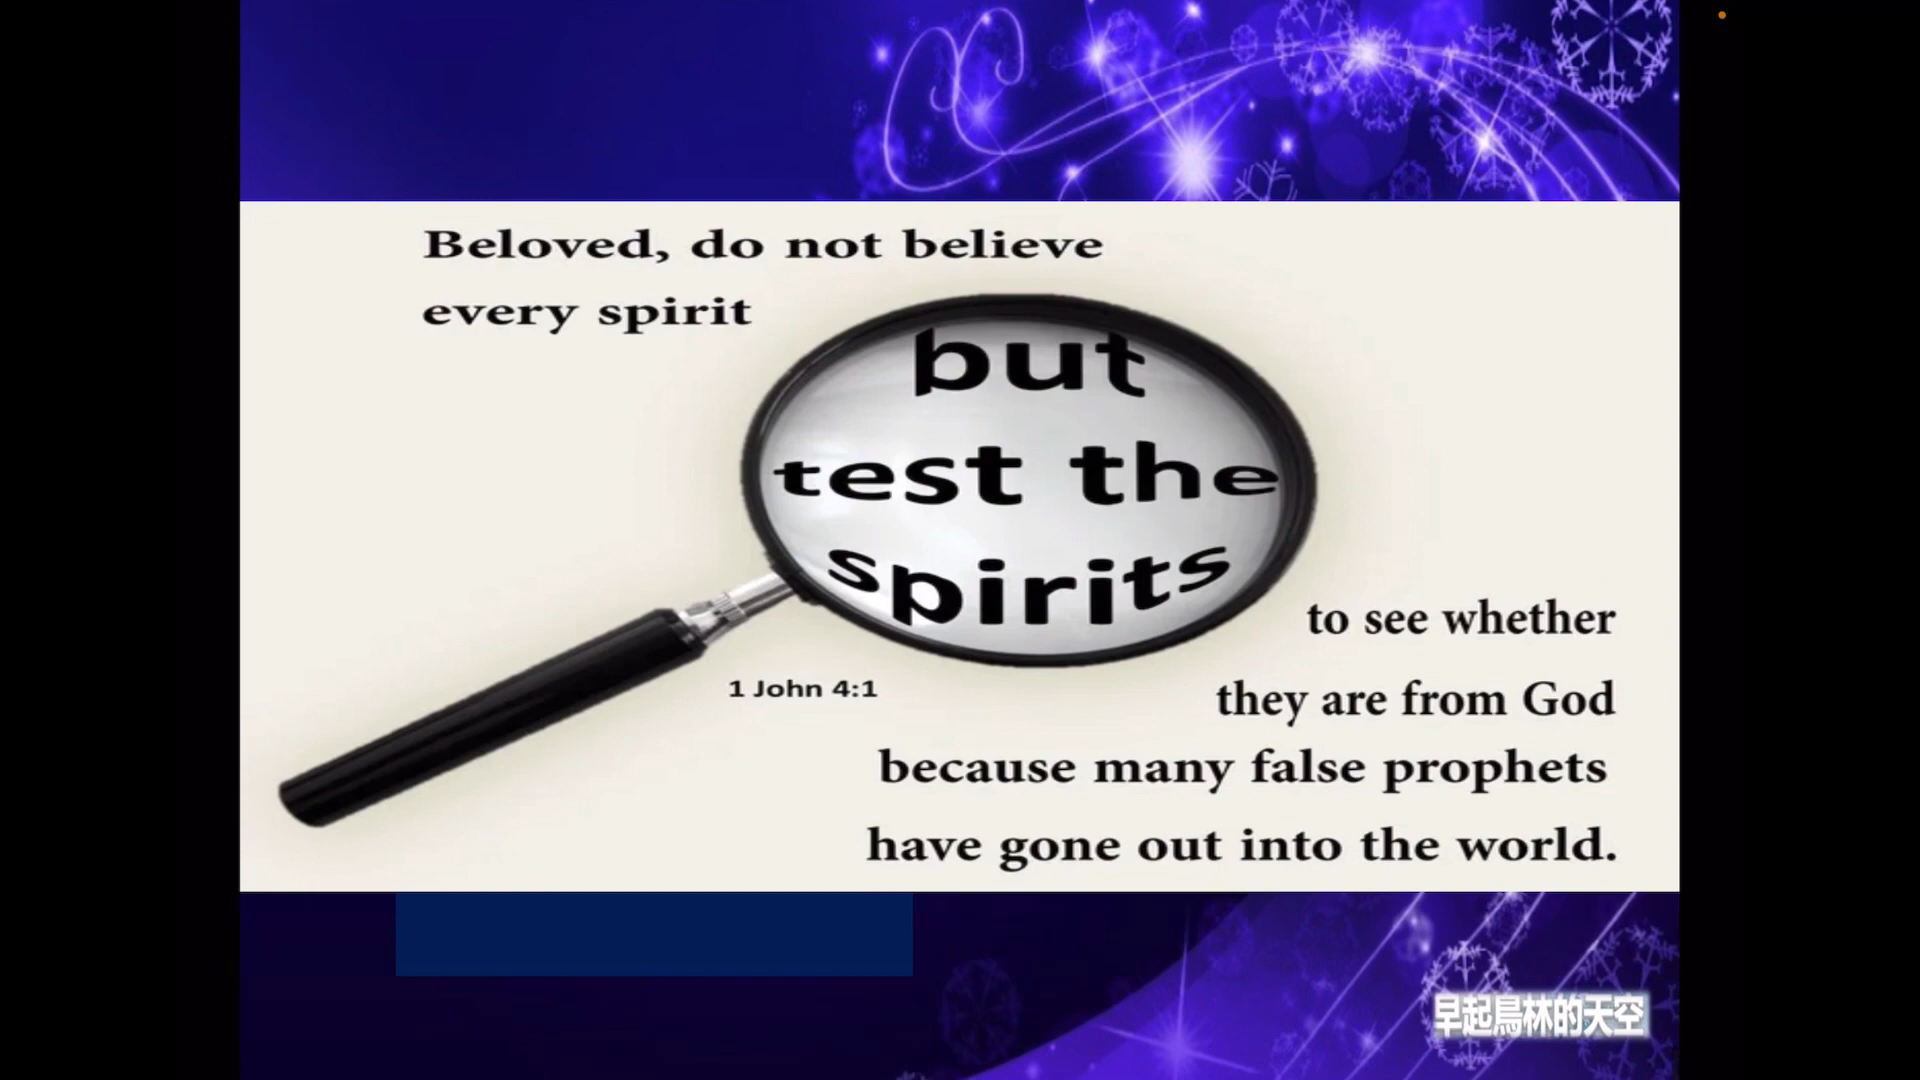 Beloved, do not believe
every spirit
but
test the
spirits
to see whether
they are from God
1 John 4:1
because many false prophets
have gone out into the world.
早起鳥林的天空